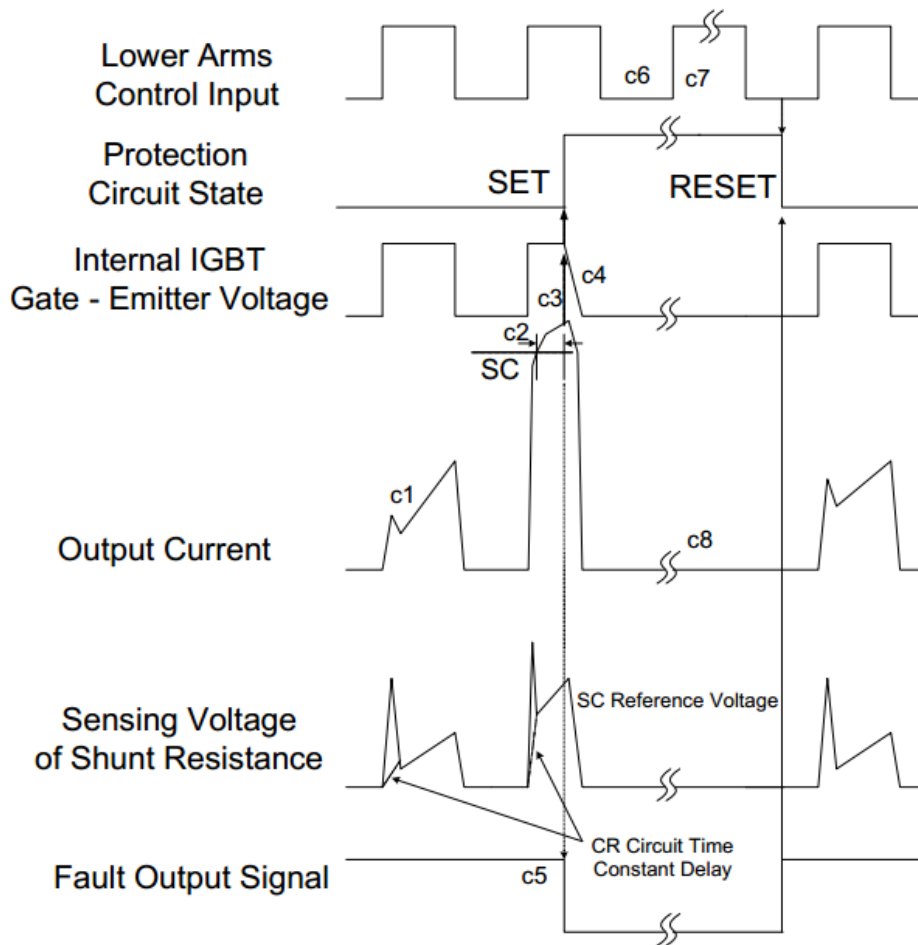 Lower Arms
Control Input
c6
c7
Protection
Circuit State
SET
RESET
Internal IGBT
Gate - Emitter Voltage
c4
c3
c2
SC
c1
Output Current
c8
SC Reference Voltage
Sensing Voltage
of Shunt Resistance
CR Circuit Time
Constant Delay
Fault Output Signal
c5